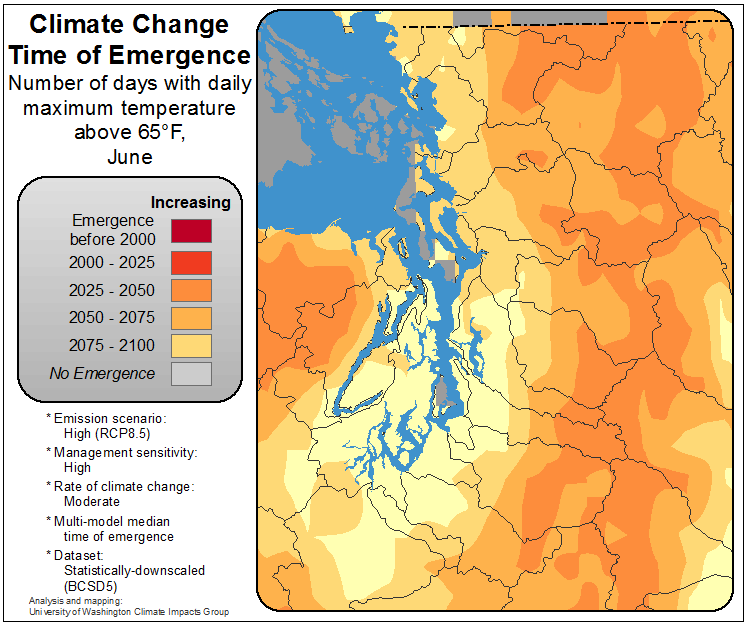 Climate Change
Time of Emergence
Number of days with daily
maximum temperature
above 65°F,
June
Increasing
Emergence
before 2000
2000 - 2025
2025 - 2050
2050 - 2075
2075 - 2100
No Emergence
* Emission scenario:
High (RCP8.5)
* Management sensitivity:
High
* Rate of climate change:
Moderate
* Multi-model median
time of emergence
* Dataset:
Statistically-downscaled
(BCSD5)
Analysis and mapping:
University of Washington Climate Impacts Group